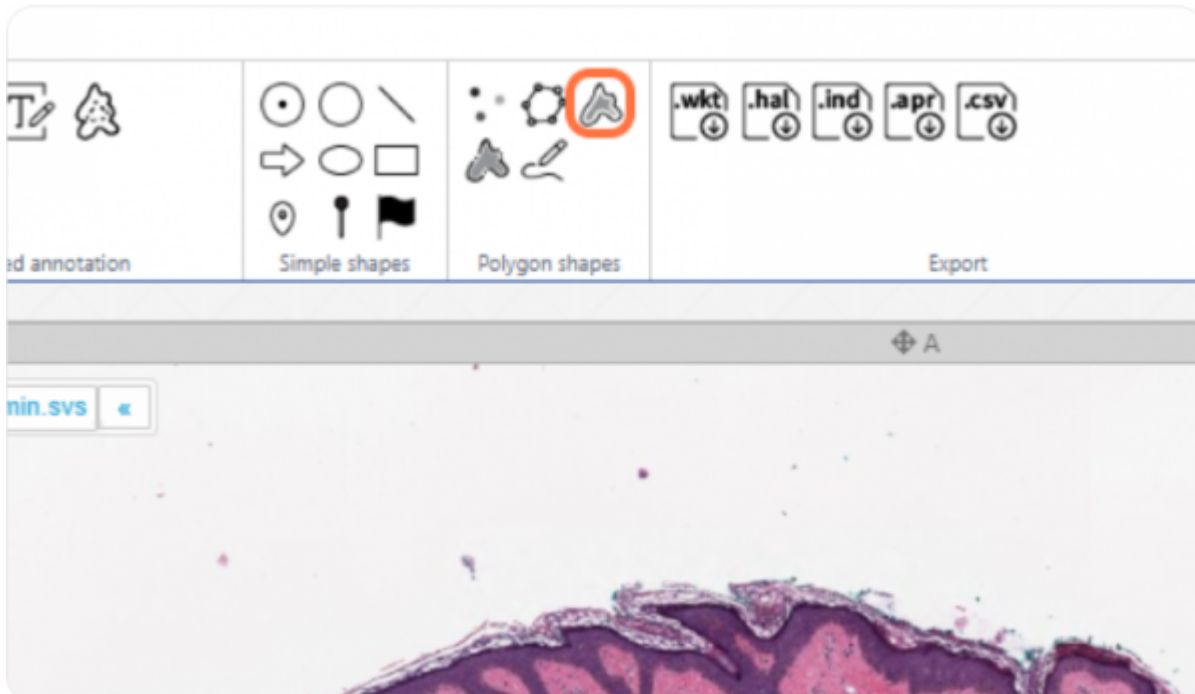 T
.wkt .hal .ind .apr .csv
ed annotation Simple shapes Polygon shapes Export
A
min.svs «